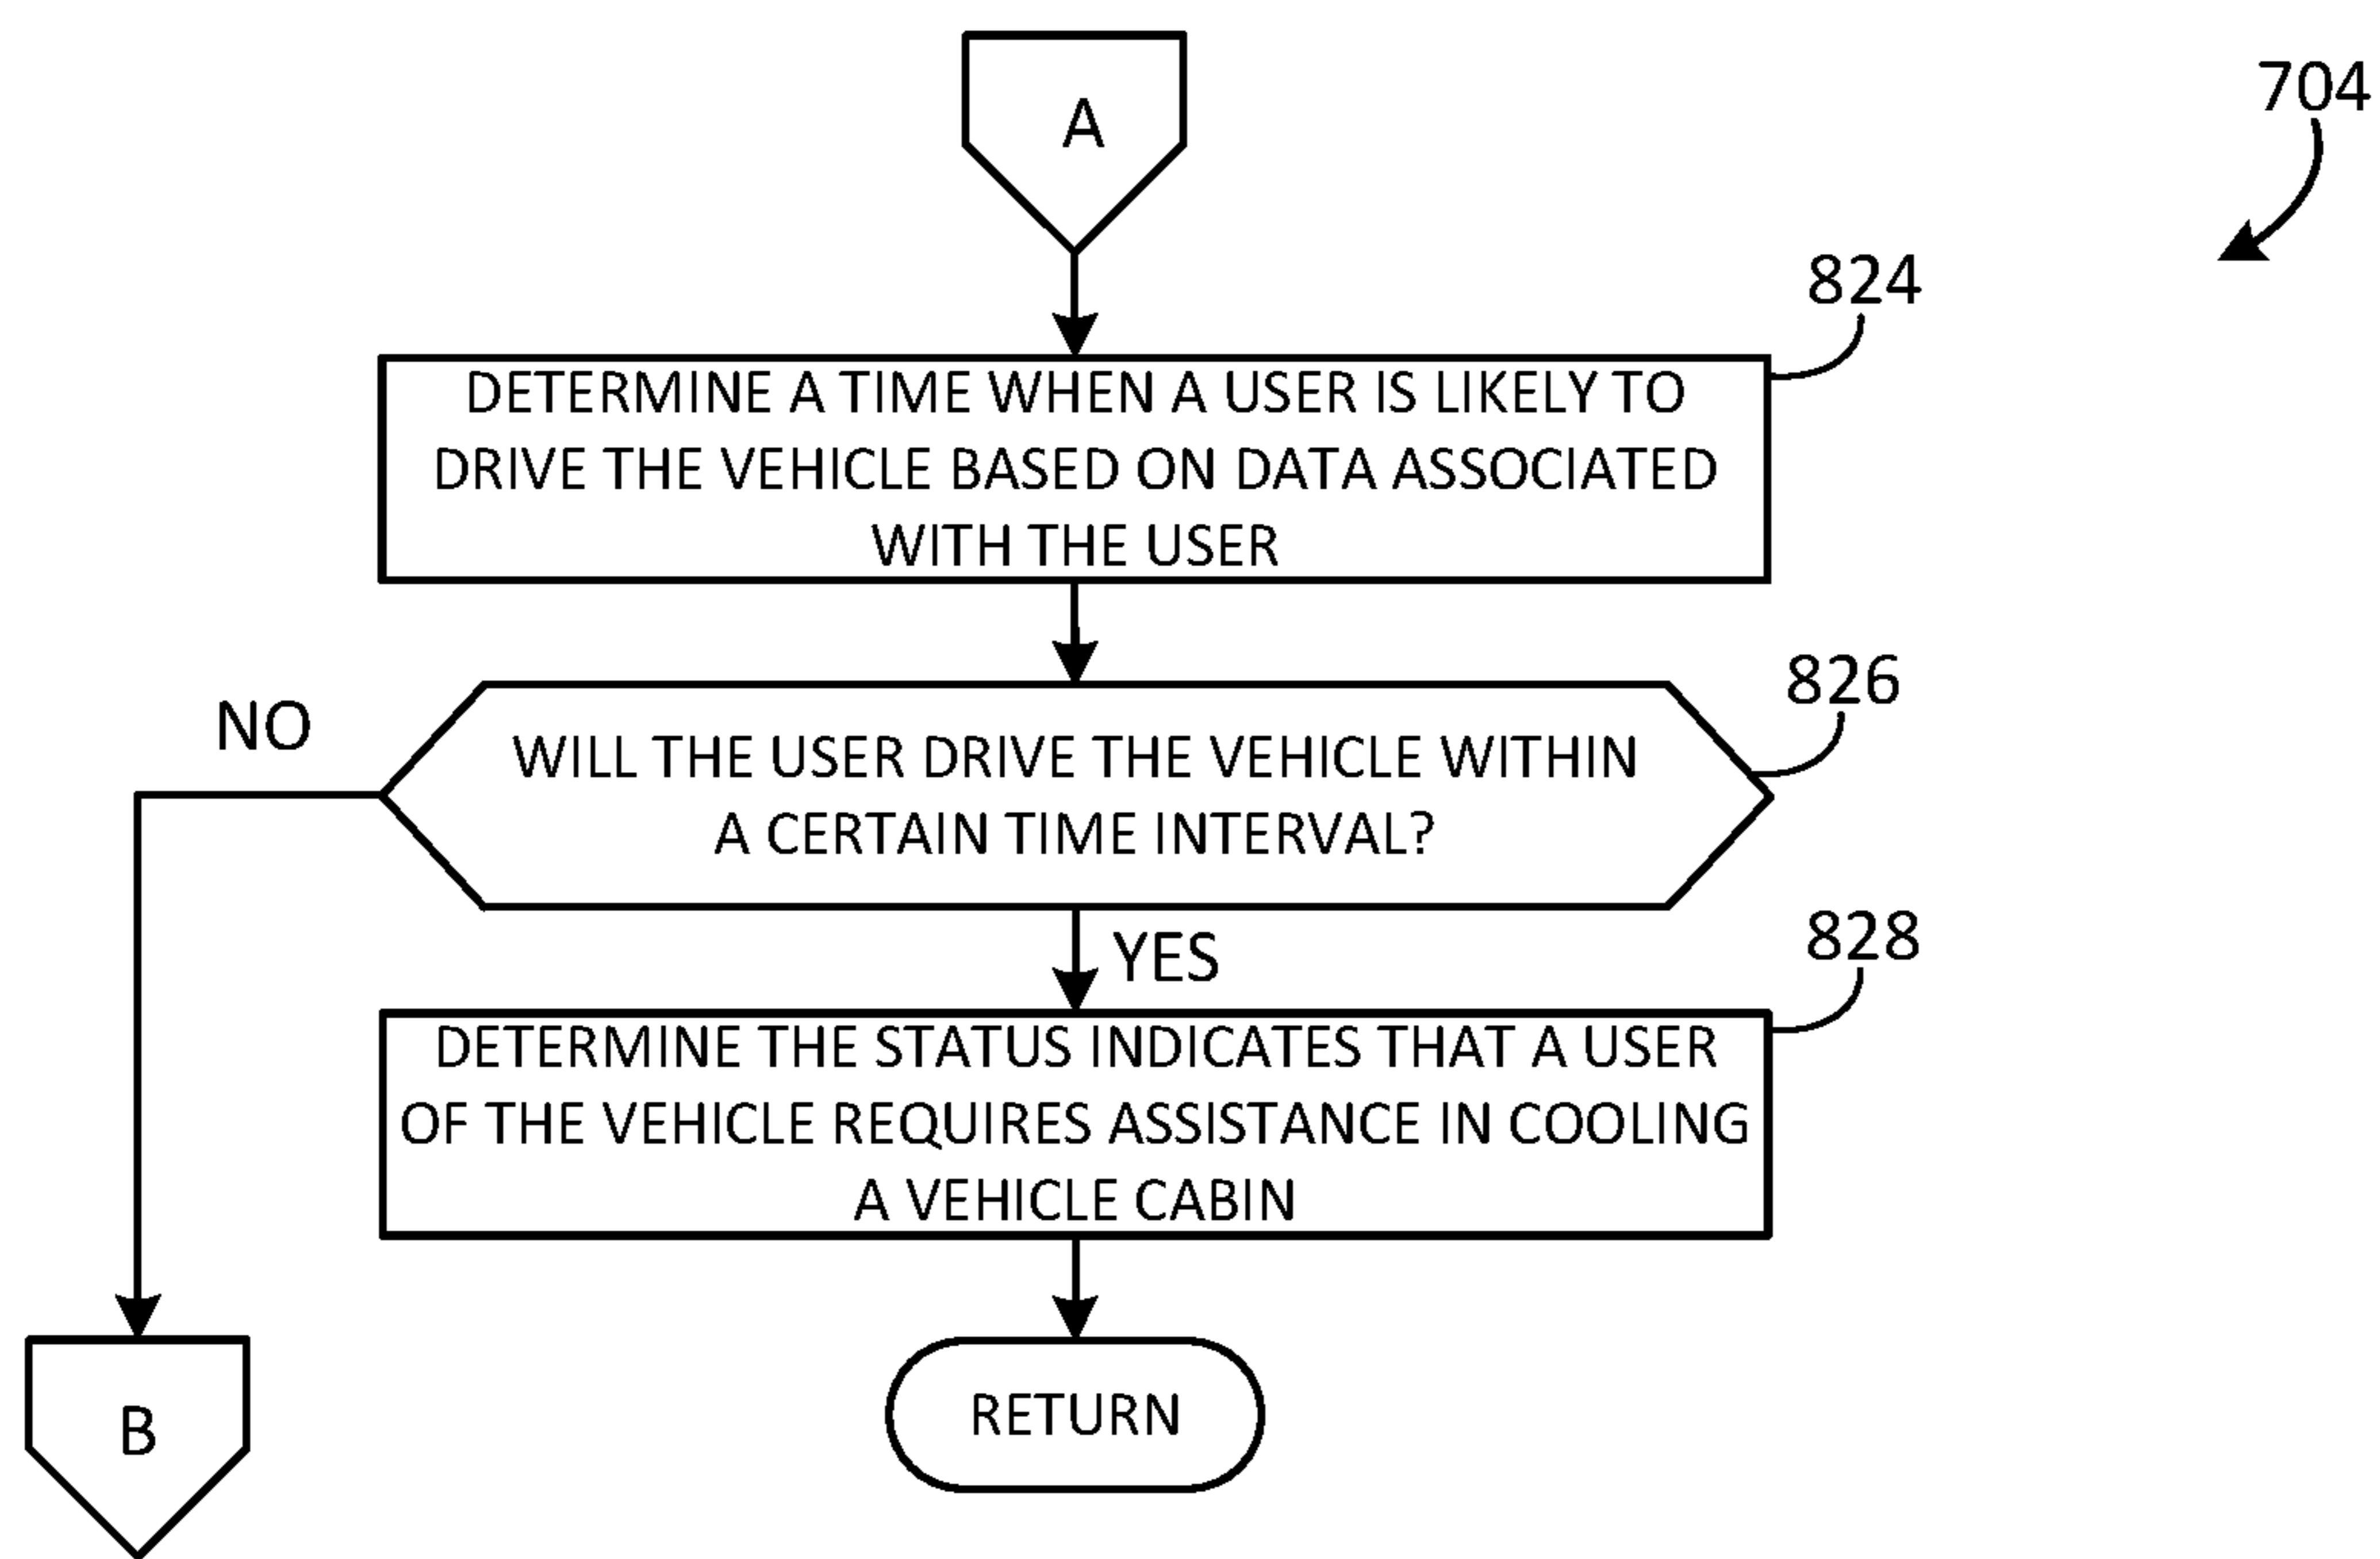 A
704
824
DETERMINE A TIME WHEN A USER IS LIKELY TO
DRIVE THE VEHICLE BASED ON DATA ASSOCIATED
WITH THE USER
826
NO
WILL THE USER DRIVE THE VEHICLE WITHIN
A CERTAIN TIME INTERVAL?
828
YES
DETERMINE THE STATUS INDICATES THAT A USER
OF THE VEHICLE REQUIRES ASSISTANCE IN COOLING
A VEHICLE CABIN
RETURN
B